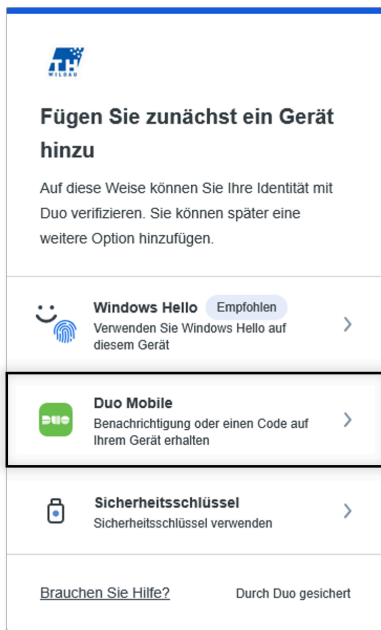 TH
WILDAU
Fügen Sie zunächst ein Gerät
hinzu
Auf diese Weise können Sie Ihre Identität mit
Duo verifizieren. Sie können später eine
weitere Option hinzufügen.
Windows Hello Empfohlen
Verwenden Sie Windows Hello auf
diesem Gerät
Duo Mobile
DUO
Benachrichtigung oder einen Code auf
Ihrem Gerät erhalten
Sicherheitsschlüssel
Sicherheitsschlüssel verwenden
Brauchen Sie Hilfe? Durch Duo gesichert